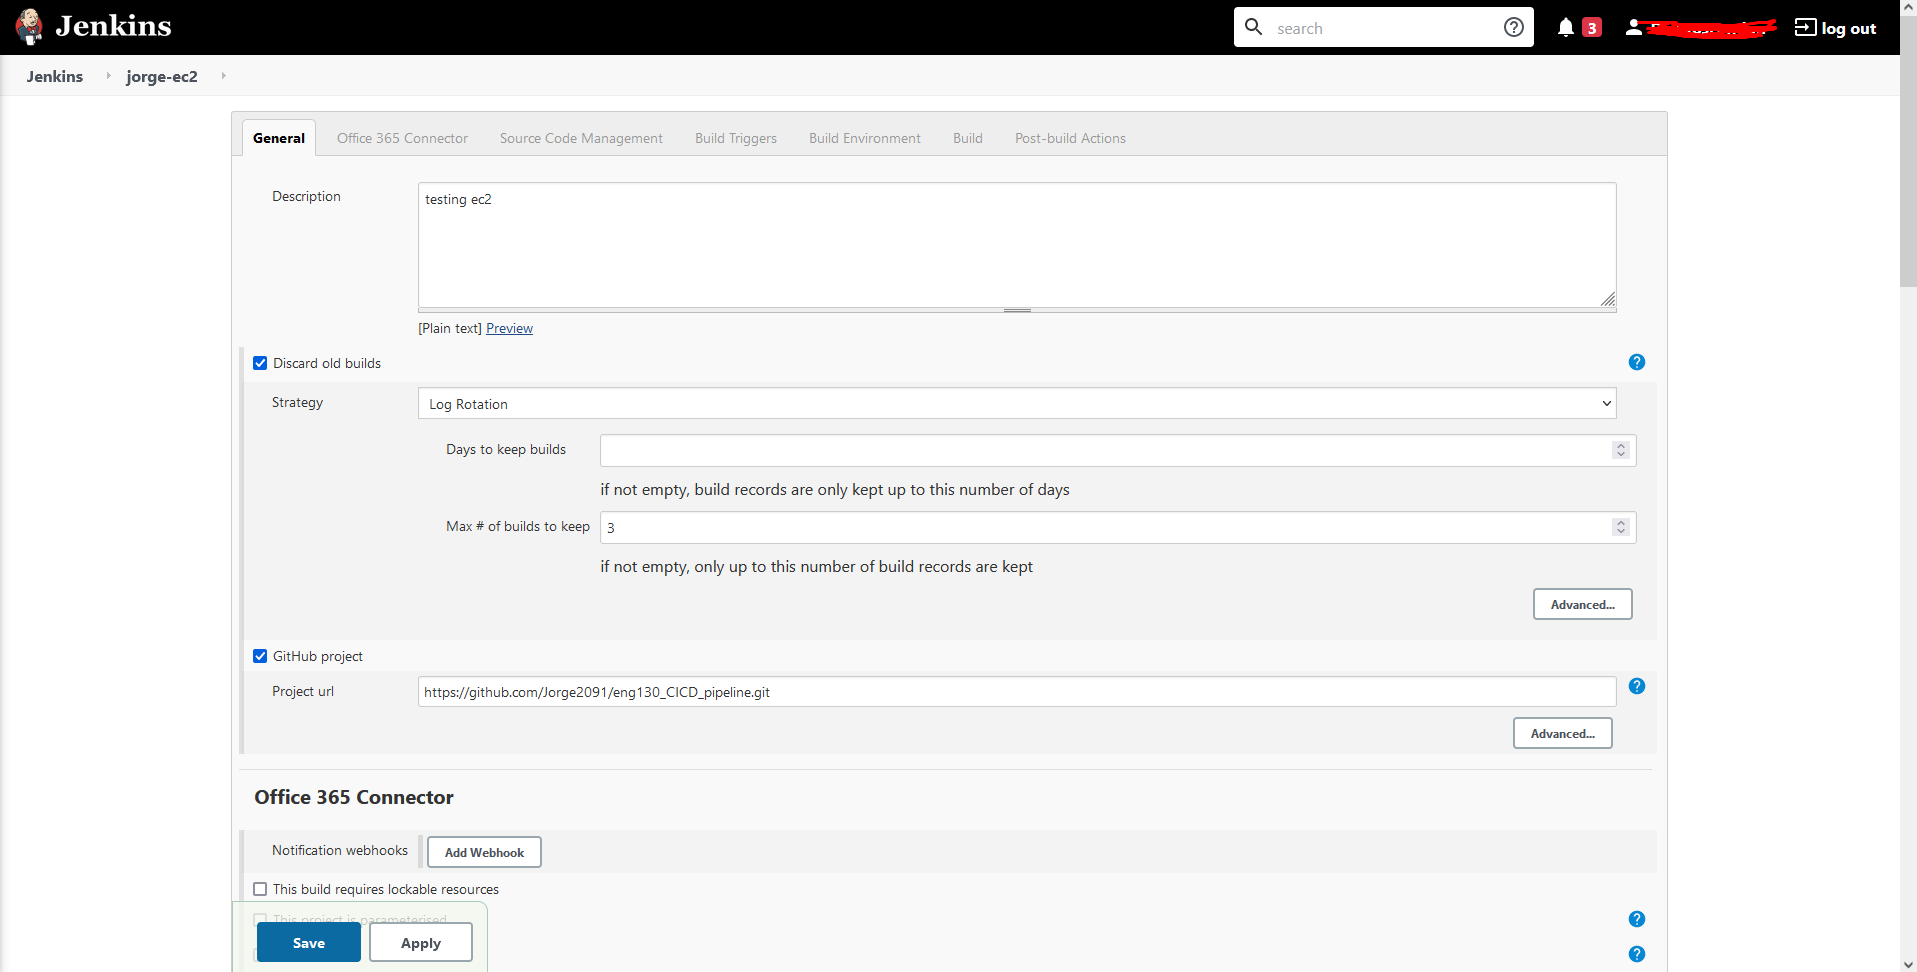 Jenkins
search
3
log out
Jenkins
jorge-ec2
General
Office 365 Connector
Source Code Management
Build Triggers
Build Environment
Build
Post-build Actions
Description
testing ec2
[Plain text] Preview
Discard old builds
?
Strategy
Log Rotation
Days to keep builds
if not empty, build records are only kept up to this number of days
Max # of builds to keep
3
if not empty, only up to this number of build records are kept
Advanced...
GitHub project
Project url
https://github.com/Jorge2091/eng130_CICD_pipeline.git
?
Advanced...
Office 365 Connector
Notification webhooks
Add Webhook
This build requires lockable resources
This project is parameterised
?
Save
Apply
?